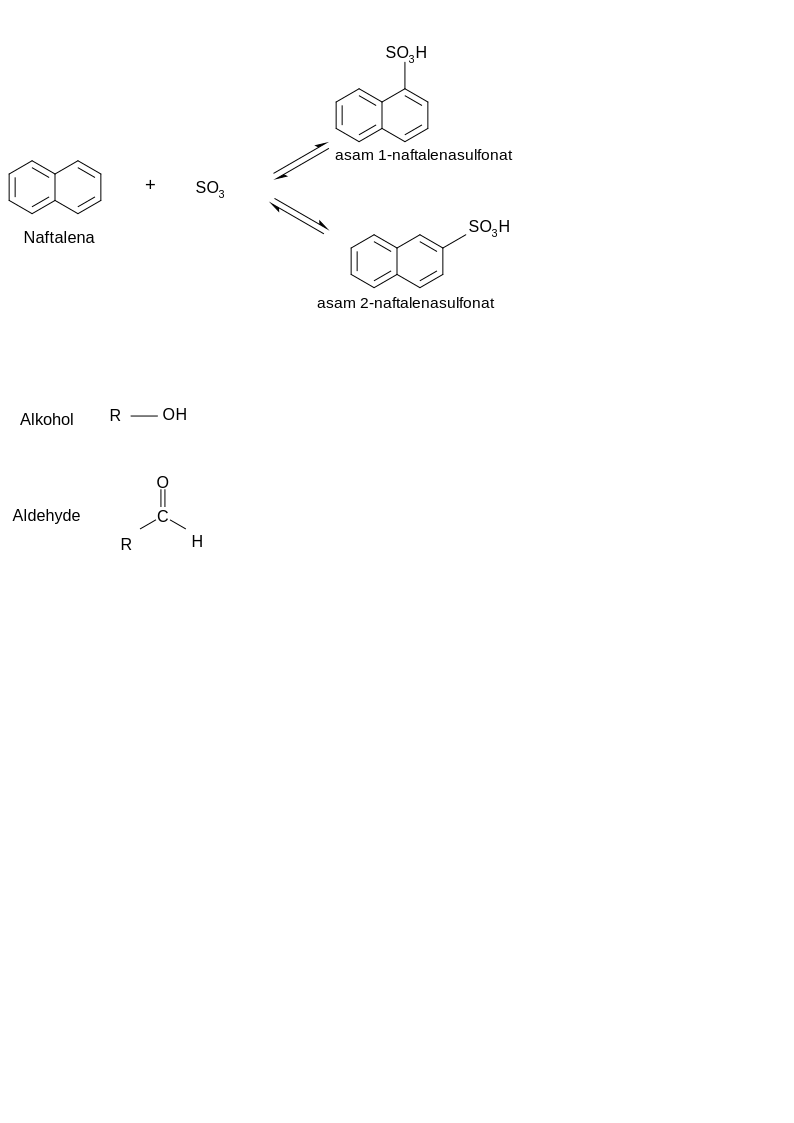 SO3H
asam 1-naftalenasulfonat
+ SO3
Naftalena
SO3H
asam 2-naftalenasulfonat
Alkohol R OH
O
Aldehyde C
R H